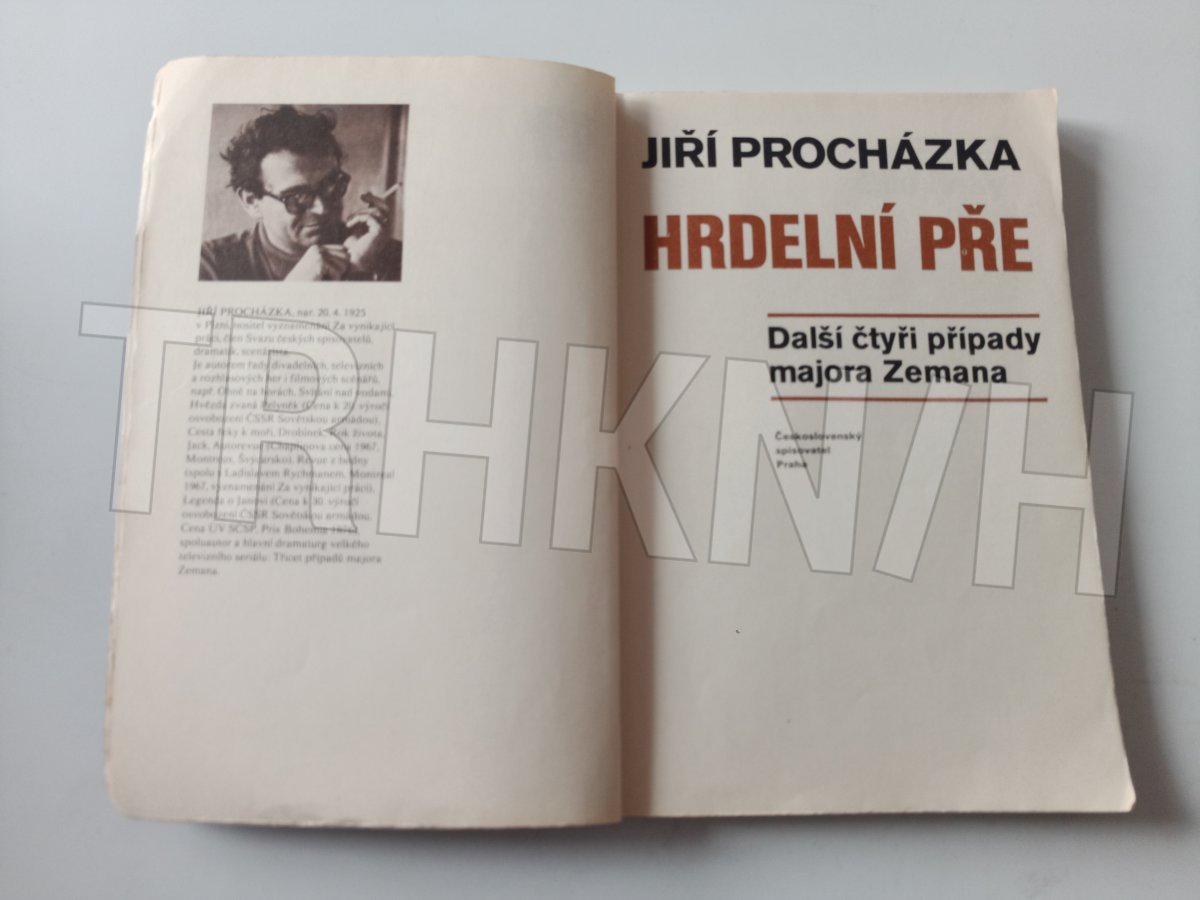 JIŘÍ PROCHÁZKA, nar. 20. 4. 1925
v Plzni, nositel vyznamenání Za vynikající
práci, člen Svazu českých spisovatelů,
dramatik, scenárista.
Je autorem řady divadelních, televizních
a rozhlasových her i filmových scénářů,
např. Ohně na horách, Svítání nad vodami,
Hvězda zvaná Pelyněk (Cena k 20. výročí
osvobození ČSSR Sovětskou armádou),
Cesta řeky k moři, Drobínek, Rok života,
Jack, Autorevue (Chaplinova cena 1967,
Montreux, Švýcarsko), Revue z bedny
(spolu s Ladislavem Rychmanem, Montreal
1967, vyznamenání Za vynikající práci),
Legenda o Janovi (Cena k 30. výročí
osvobození ČSSR Sovětskou armádou,
Cena ÚV SČSP, Prix Bohemia
spoluautor a hlavní dramaturg velkého
televizního seriálu: Třicet případů majora
Zemana.
JIŘÍ PROCHÁZKA
HRDELNÍ PŘE
Další čtyři případy
majora Zemana
Československý
spisovatel
Praha
TRHKNIH